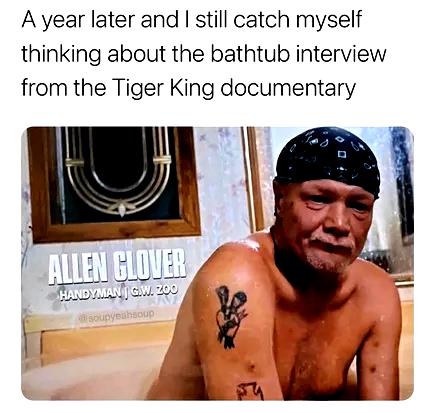 A year later and I still catch myself
thinking about the bathtub interview
from the Tiger King documentary
ALLEN GLOVER
HANDYMAN | G.W. ZOO
@soupyeahsoup